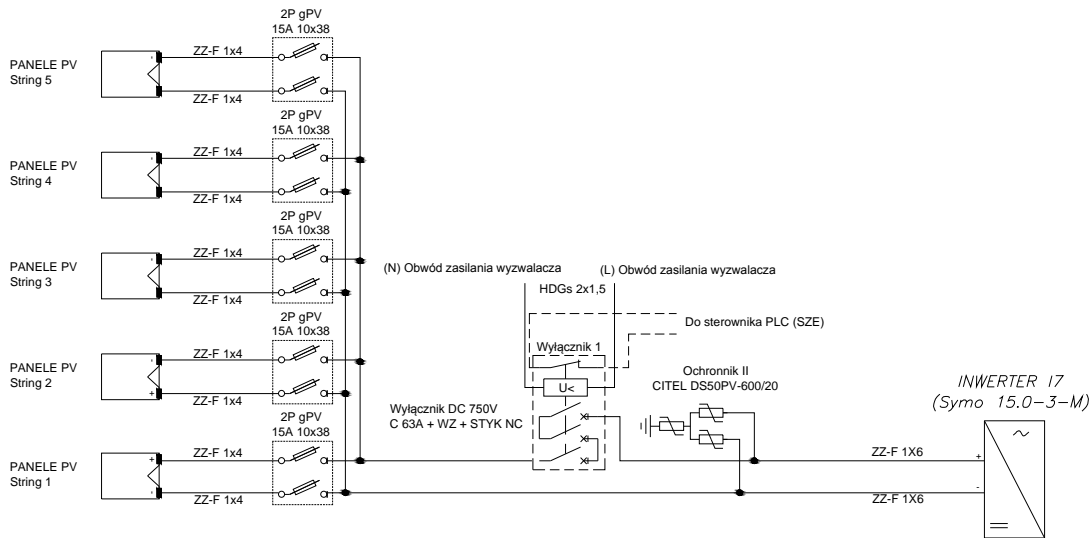 2P gPV
15A 10x38
PANELE PV
String 5
ZZ-F 1x4
ZZ-F 1x4
2P gPV
15A 10x38
PANELE PV
String 4
ZZ-F 1x4
ZZ-F 1x4
2P gPV
15A 10x38
PANELE PV
String 3
ZZ-F 1x4
ZZ-F 1x4
2P gPV
15A 10x38
PANELE PV
String 2
ZZ-F 1x4
ZZ-F 1x4
2P gPV
15A 10x38
PANELE PV
String 1
ZZ-F 1x4
ZZ-F 1x4
(N) Obwód zasilania wyzwalacza
(L) Obwód zasilania wyzwalacza
HDGs 2x1,5
Do sterownika PLC (SZE)
Wyłącznik 1
U<
Wyłącznik DC 750V
C 63A + WZ + STYK NC
Ochronnik II
CITEL DS50PV-600/20
ZZ-F 1X6
ZZ-F 1X6
INWERTER 17
(Symo 15.0-3-M)
+
-